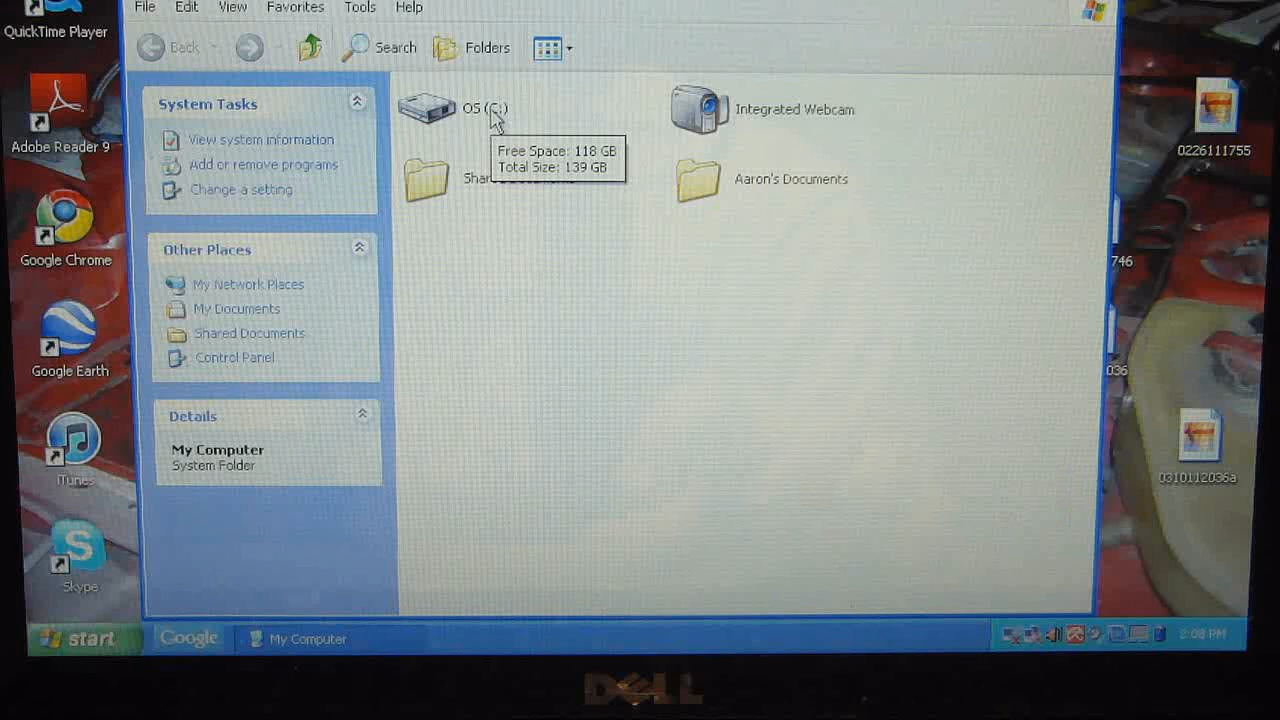 File Edit View Favorites Tools Help
QuickTime Player
Back Search Folders
Adobe Reader 9
Google Chrome
Google Earth
iTunes
Skype
System Tasks
View system information
Add or remove programs
Change a setting
Other Places
My Network Places
My Documents
Shared Documents
Control Panel
Details
My Computer
System Folder
OS (C:)
Integrated Webcam
Free Space: 118 GB
Total Size: 139 GB
Aaron's Documents
0226111755
746
036
0310112036a
start Google My Computer 2:08 PM
DELL